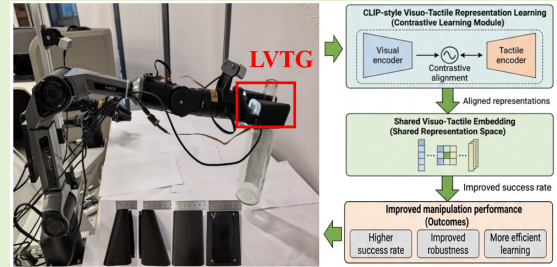 LVTG
CLIP-style Visuo-Tactile Representation Learning
(Contrastive Learning Module)
Visual
encoder
Contrastive
alignment
Tactile
encoder
Aligned representations
Shared Visuo-Tactile Embedding
(Shared Representation Space)
Improved success rate
Improved manipulation performance
(Outcomes)
Higher
success rate
Improved
robustness
More efficient
learning